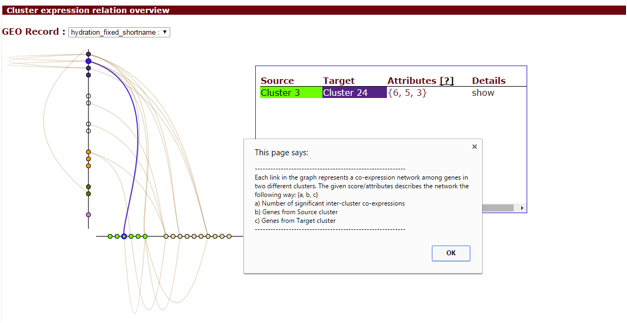 Cluster expression relation overview
GEO Record : hydration_fixed_shortname :
Source Target Attributes [?] Details
Cluster 3 Cluster 24 {6, 5, 3} show
This page says:
------------------------------------------------------------
Each link in the graph represents a co-expression network among genes in
two different clusters. The given score/attributes describes the network the
following way: {a, b, c}
a) Number of significant inter-cluster co-expressions
b) Genes from Source cluster
c) Genes from Target cluster
------------------------------------------------------------
OK